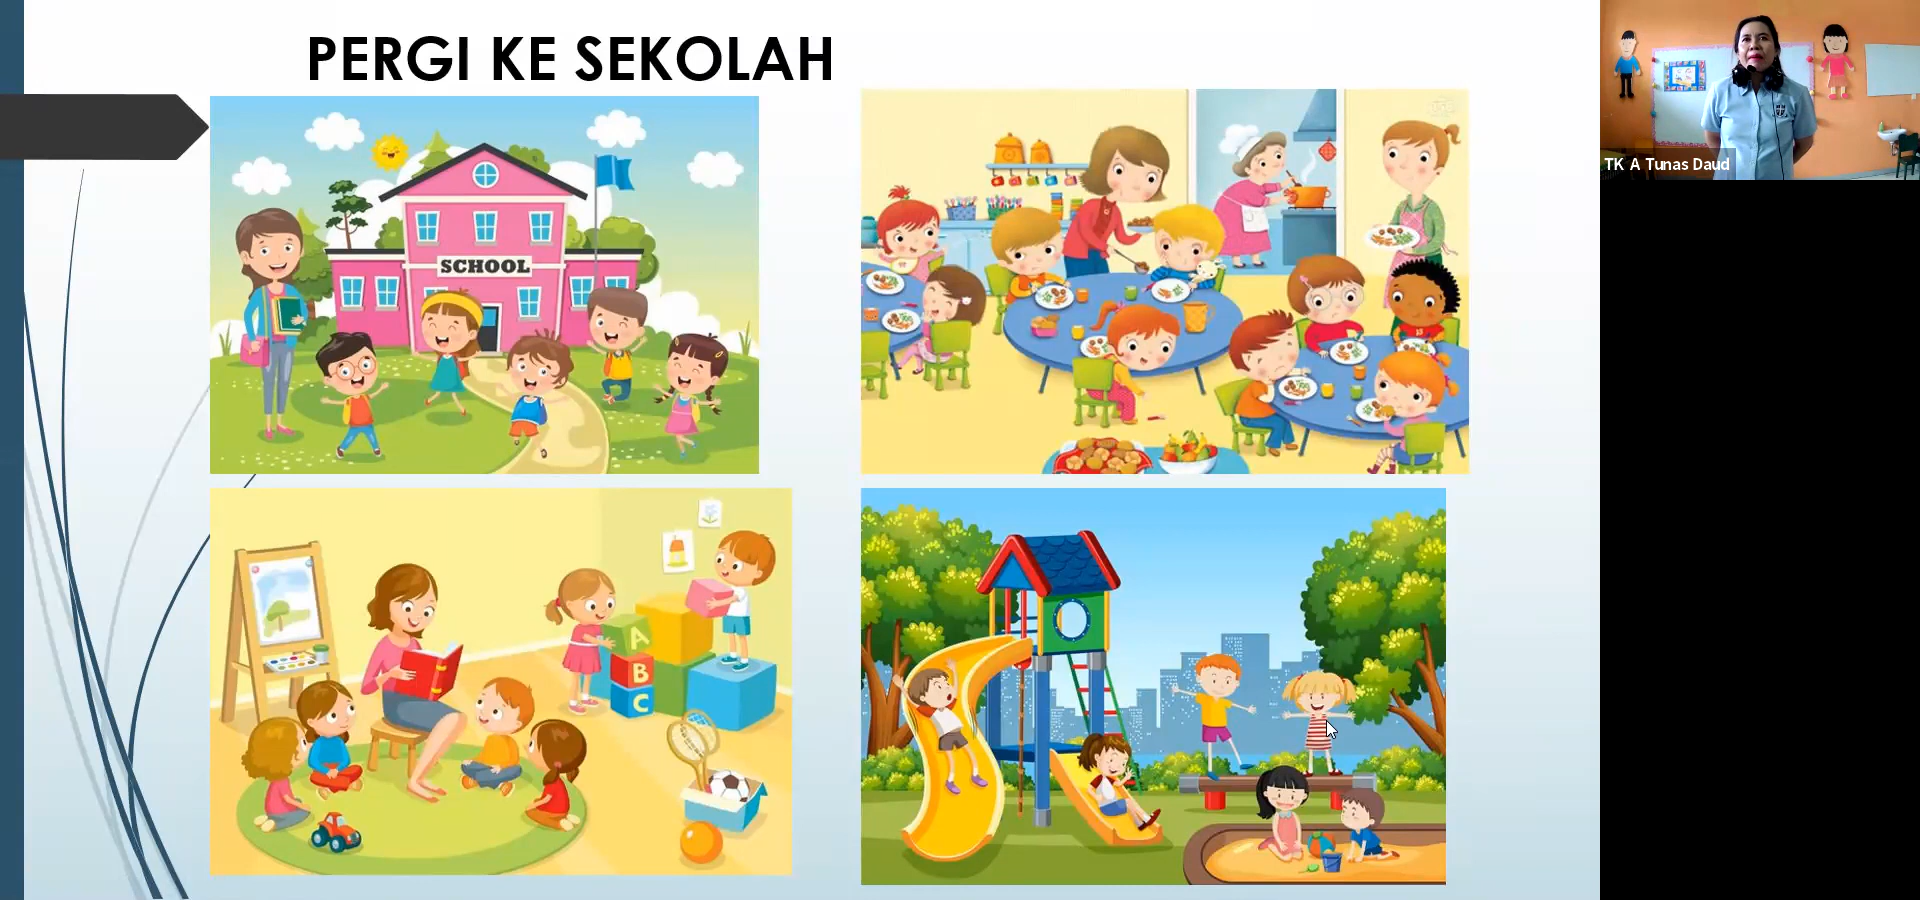 PERGI KE SEKOLAH
SCHOOL
A
B
C
TK A Tunas Daud